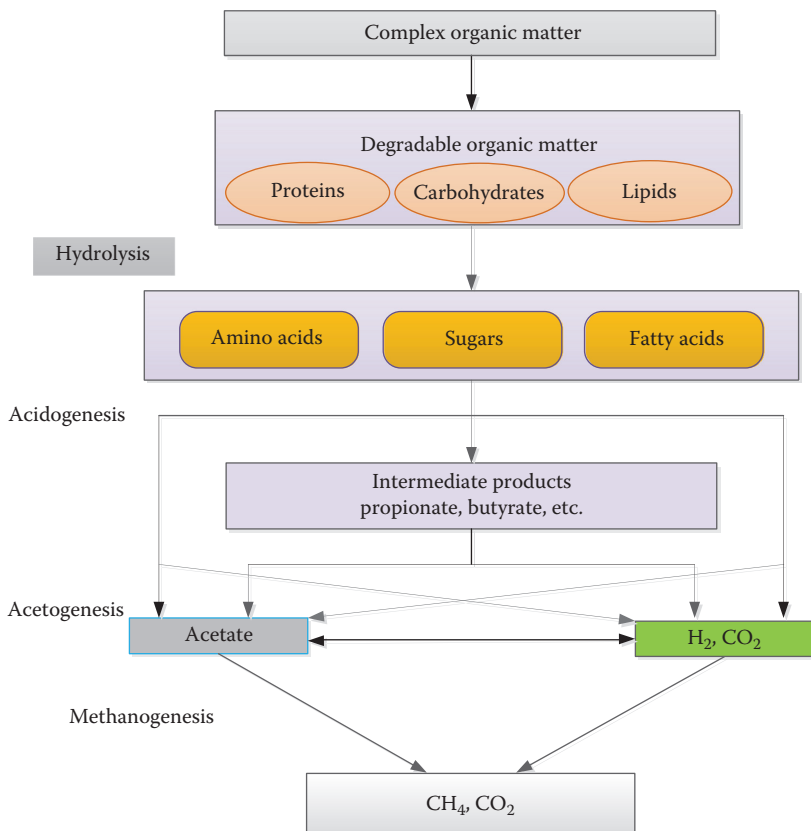 Complex organic matter
Degradable organic matter
Proteins
Carbohydrates
Lipids
Hydrolysis
Amino acids
Sugars
Fatty acids
Acidogenesis
Intermediate products
propionate, butyrate, etc.
Acetogenesis
Acetate
H₂, CO₂
Methanogenesis
CH₄, CO₂